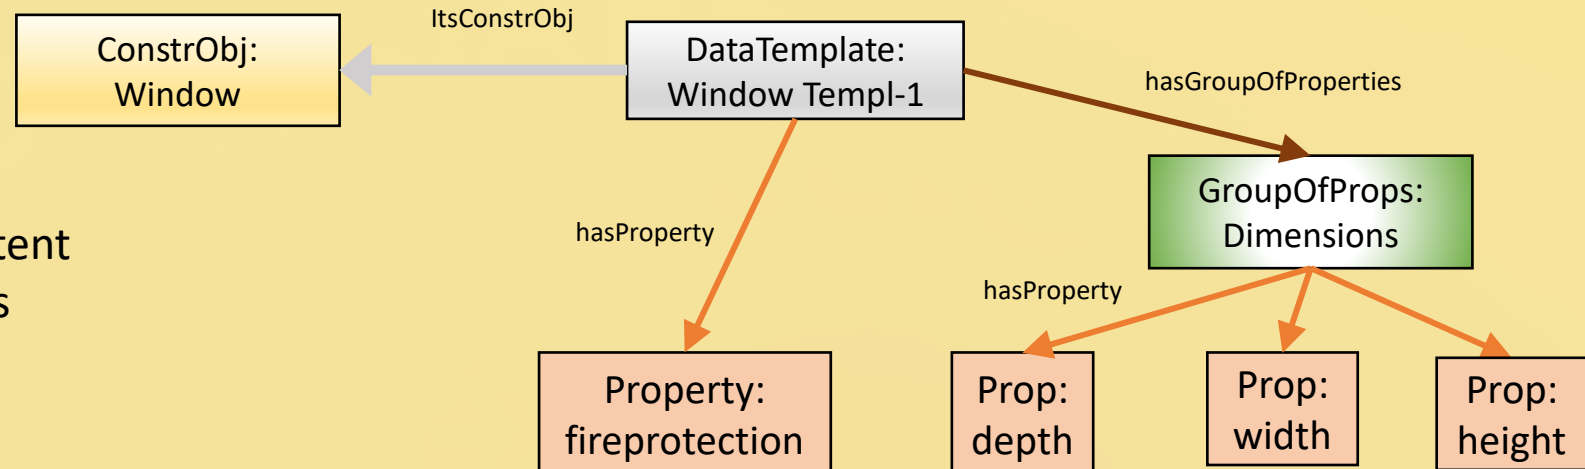 ItsConstrObj
ConstrObj:
Window
DataTemplate:
Window Templ-1
hasGroupOfProperties
GroupOfProps:
Dimensions
hasProperty
hasProperty
Property:
fireprotection
Prop:
depth
Prop:
width
Prop:
height